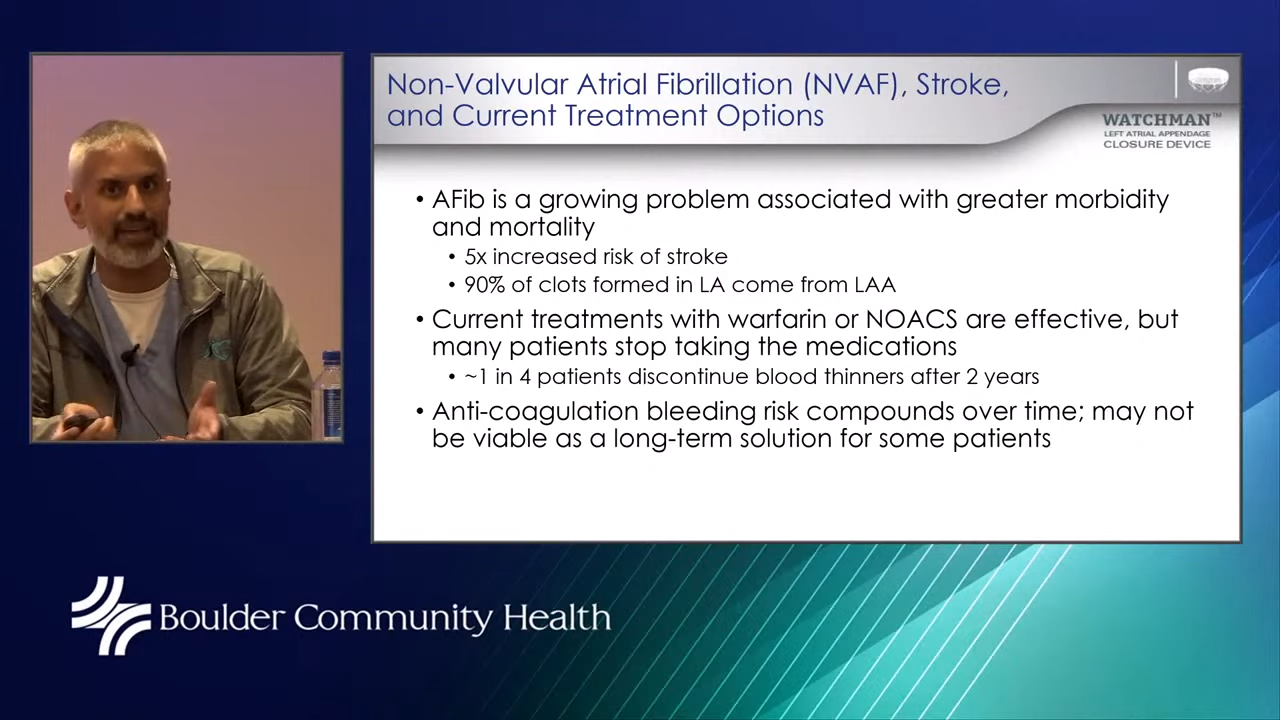 Non-Valvular Atrial Fibrillation (NVAF), Stroke,
and Current Treatment Options
WATCHMAN™
LEFT ATRIAL APPENDAGE
CLOSURE DEVICE
• AFib is a growing problem associated with greater morbidity
and mortality
• 5x increased risk of stroke
• 90% of clots formed in LA come from LAA
• Current treatments with warfarin or NOACS are effective, but
many patients stop taking the medications
• ~1 in 4 patients discontinue blood thinners after 2 years
• Anti-coagulation bleeding risk compounds over time; may not
be viable as a long-term solution for some patients
Boulder Community Health